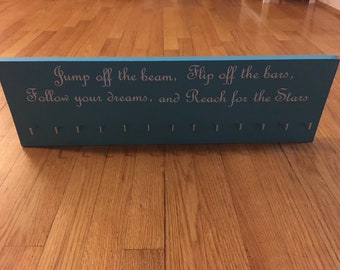 Jump off the beam, Flip off the bars,
Follow your dreams, and Reach for the Stars